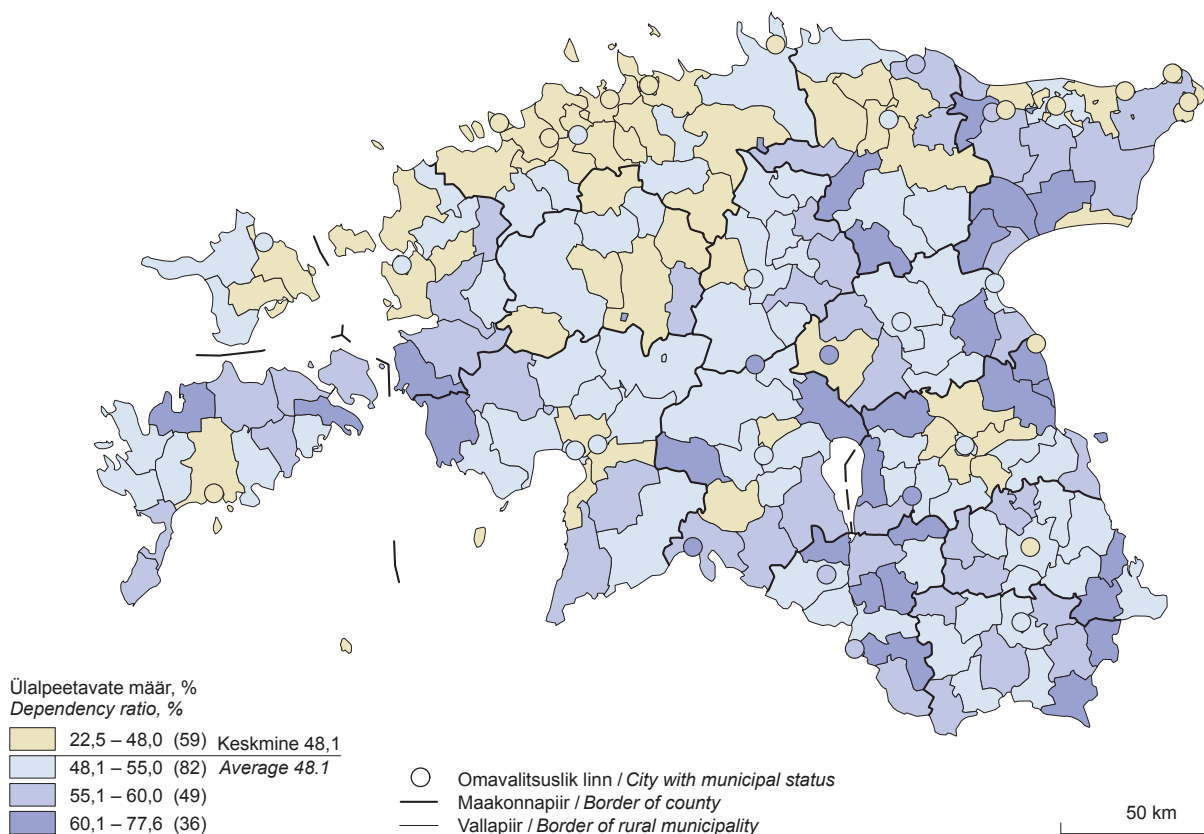 Ülalpeetavate määr, %
Dependency ratio, %
22,5 – 48,0 (59) Keskmine 48,1
48,1 – 55,0 (82) Average 48.1
55,1 – 60,0 (49)
60,1 – 77,6 (36)
Omavalitsuslik linn / City with municipal status
Maakonnapiir / Border of county
Vallapiir / Border of rural municipality
50 km